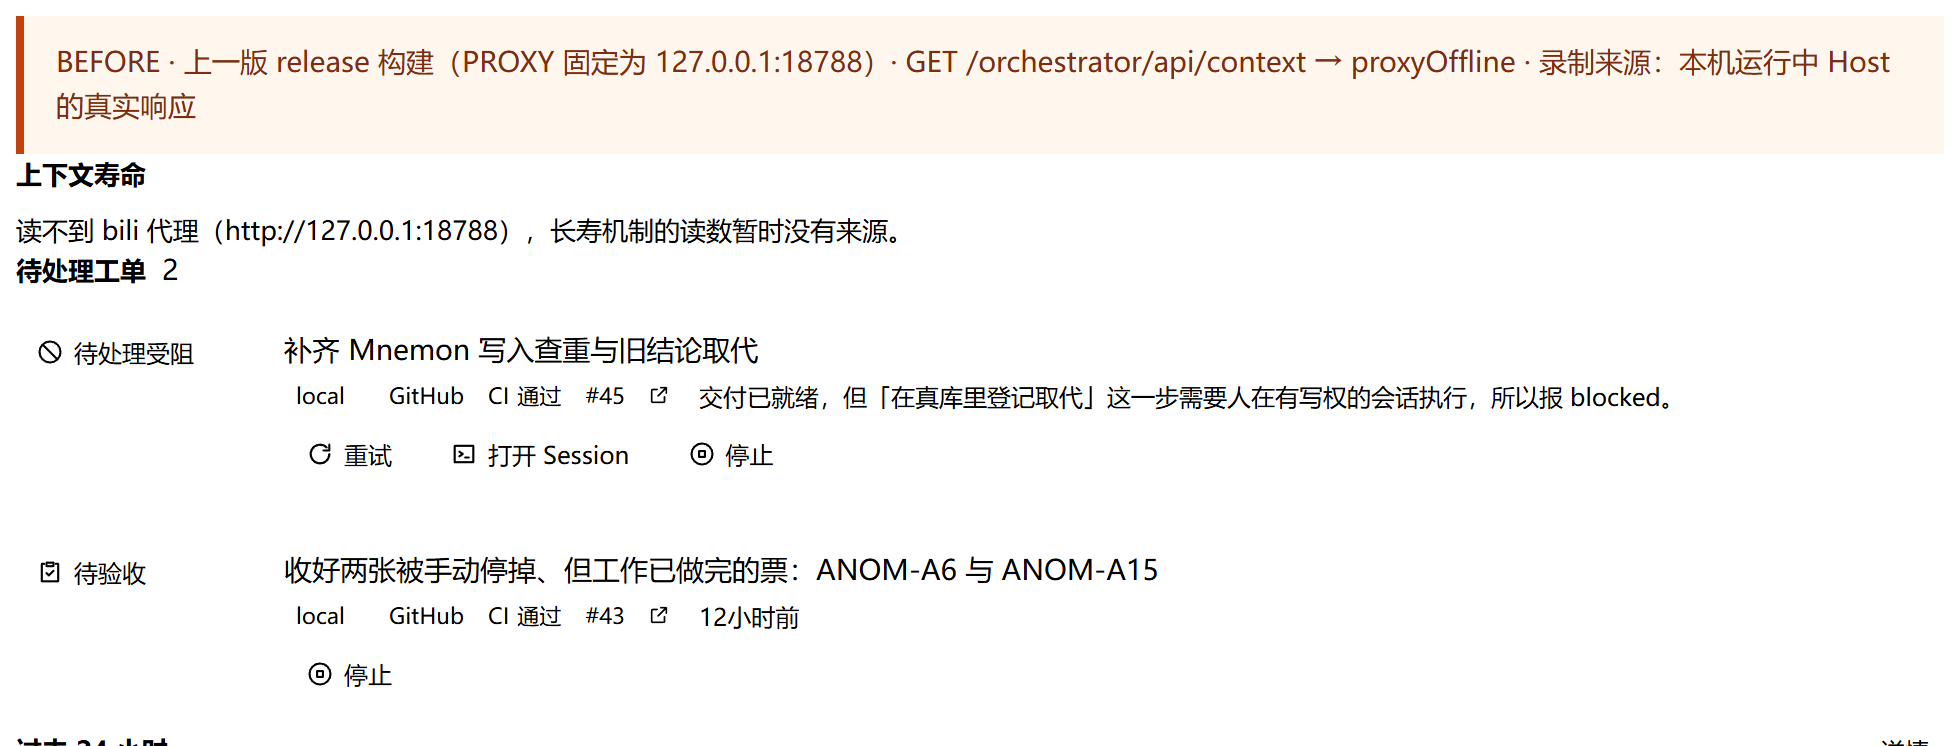 BEFORE · 上一版 release 构建（PROXY 固定为 127.0.0.1:18788）· GET /orchestrator/api/context → proxyOffline · 录制来源：本机运行中 Host
的真实响应
上下文寿命
读不到 bili 代理（http://127.0.0.1:18788），长寿机制的读数暂时没有来源。
待处理工单 2
待处理受阻 补齐 Mnemon 写入查重与旧结论取代
local GitHub CI 通过 #45 交付已就绪，但「在真库里登记取代」这一步需要人在有写权的会话执行，所以报 blocked。
重试 打开 Session 停止
待验收 收好两张被手动停掉、但工作已做完的票：ANOM-A6 与 ANOM-A15
local GitHub CI 通过 #43 12小时前
停止
过去 24 小时 详情